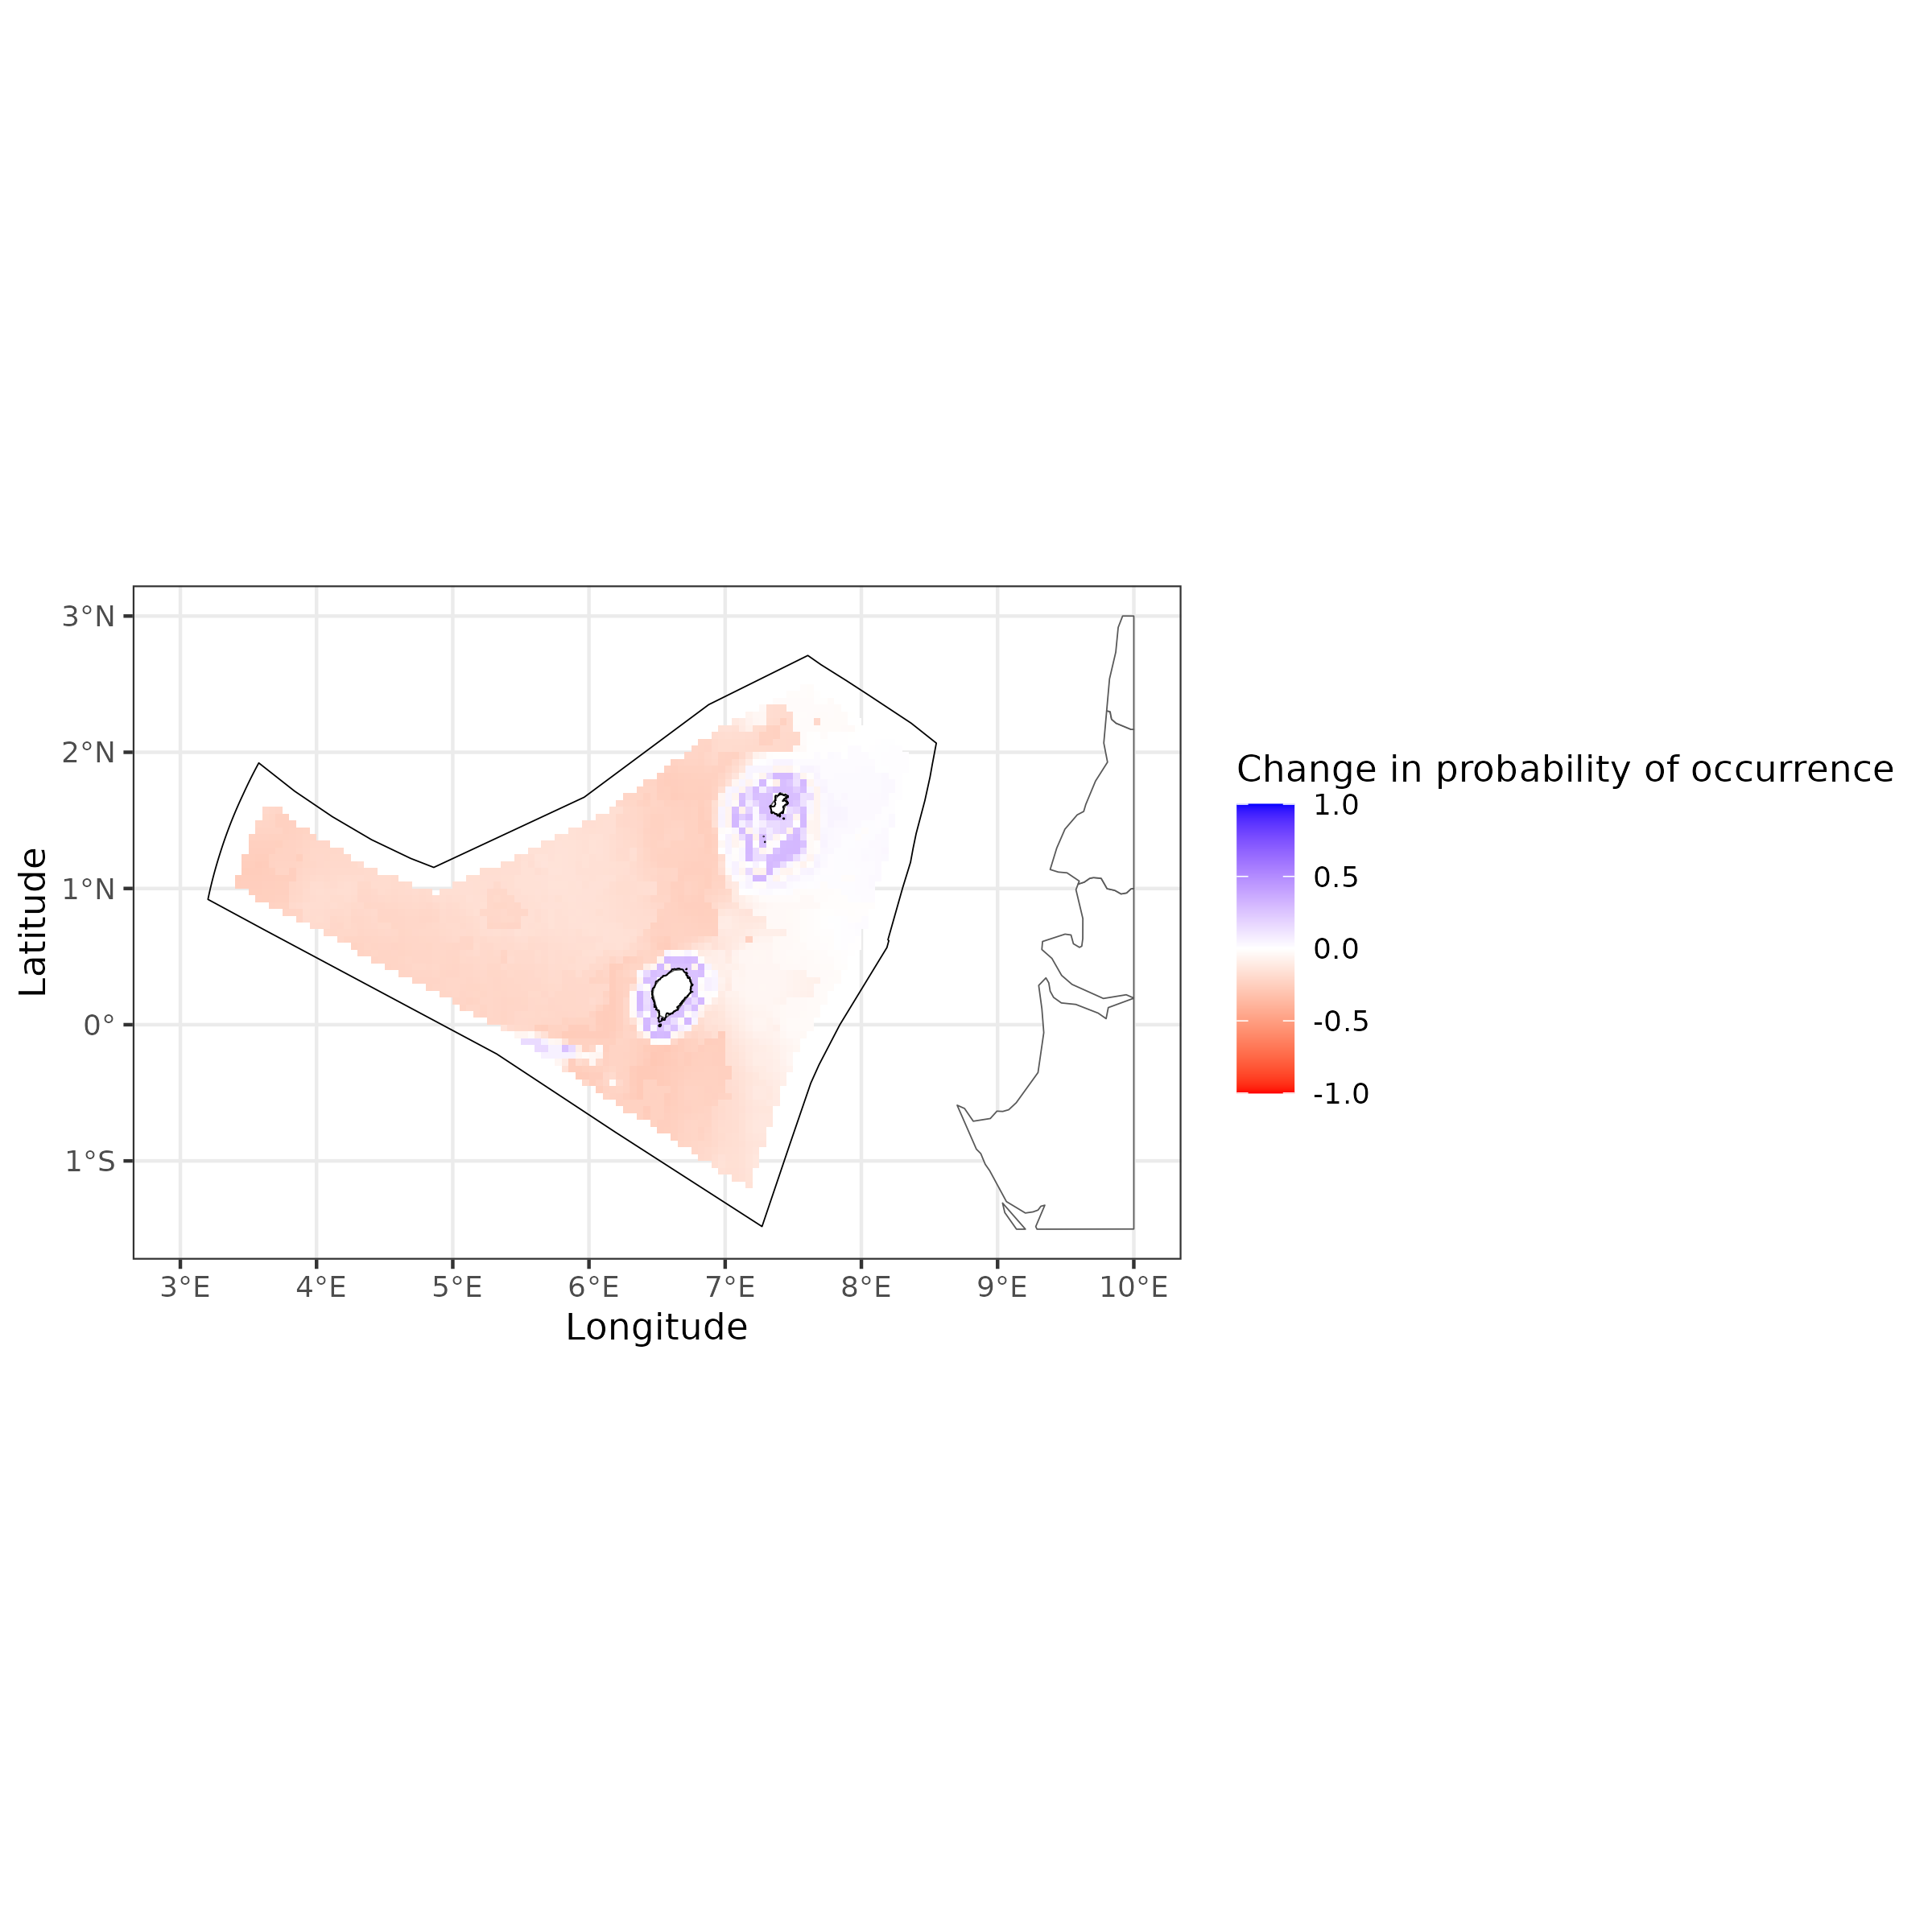 3°N
2°N
1°N
0°
1°S
Latitude
3°E 4°E 5°E 6°E 7°E 8°E 9°E 10°E
Longitude
Change in probability of occurrence
1.0
0.5
0.0
-0.5
-1.0